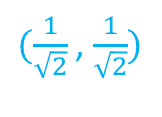 (1/√2 , 1/√2)